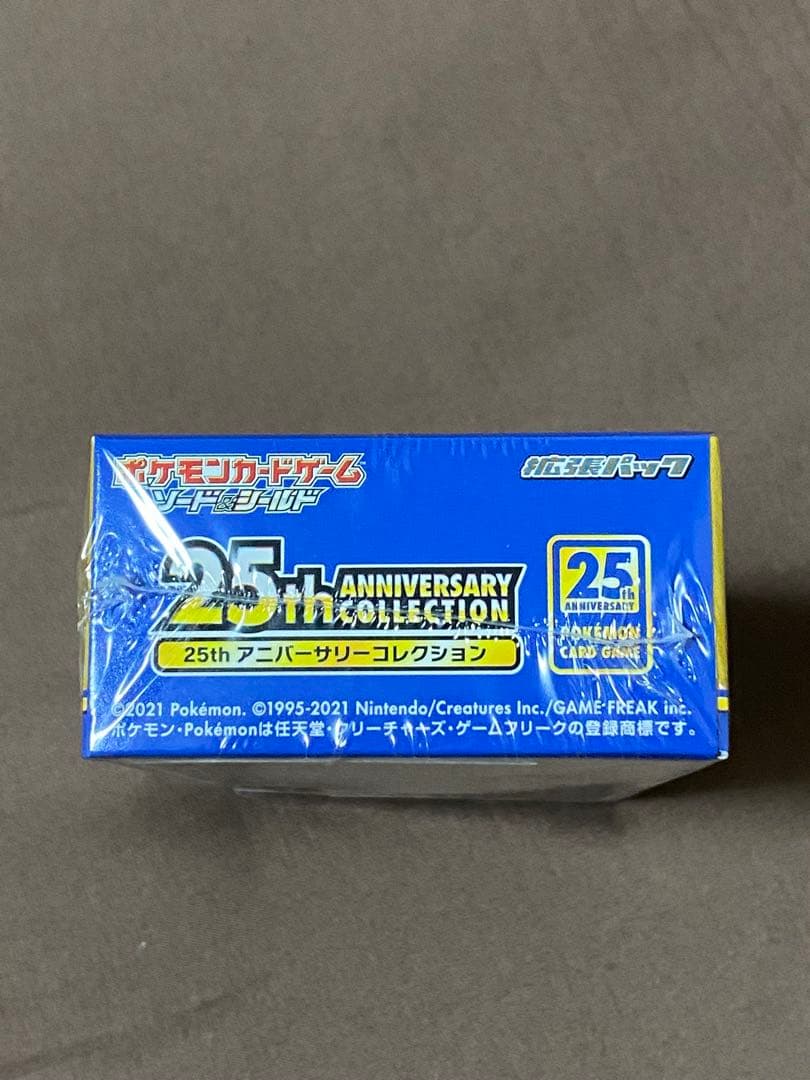 ポケモンカードゲーム
ソード&シールド
拡張パック
25th ANNIVERSARY
COLLECTION
25th アニバーサリーコレクション
25th
ANNIVERSARY
POKÉMON
CARD GAME
©2021 Pokémon. ©1995-2021 Nintendo/Creatures Inc./GAME FREAK inc.
ポケモン・Pokémonは任天堂・クリーチャーズ・ゲームフリークの登録商標です。